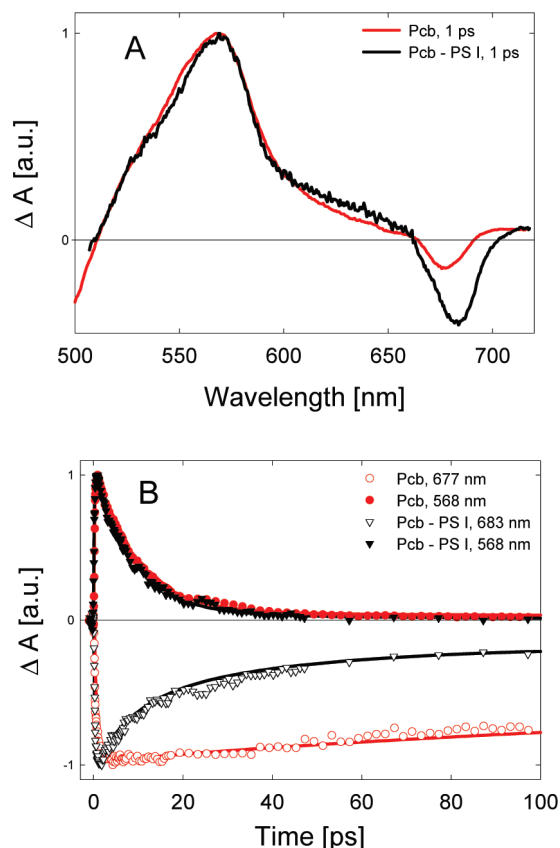 A
Pcb, 1 ps
Pcb - PS I, 1 ps
1
0
Δ A [a.u.]
500 550 600 650 700
Wavelength [nm]
B
Pcb, 677 nm
Pcb, 568 nm
Pcb - PS I, 683 nm
Pcb - PS I, 568 nm
1
0
-1
Δ A [a.u.]
0 20 40 60 80 100
Time [ps]